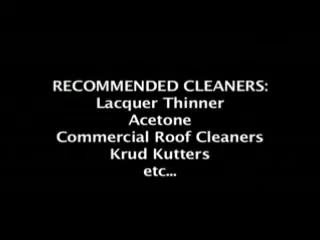 RECOMMENDED CLEANERS:
Lacquer Thinner
Acetone
Commercial Roof Cleaners
Krud Kutters
etc...